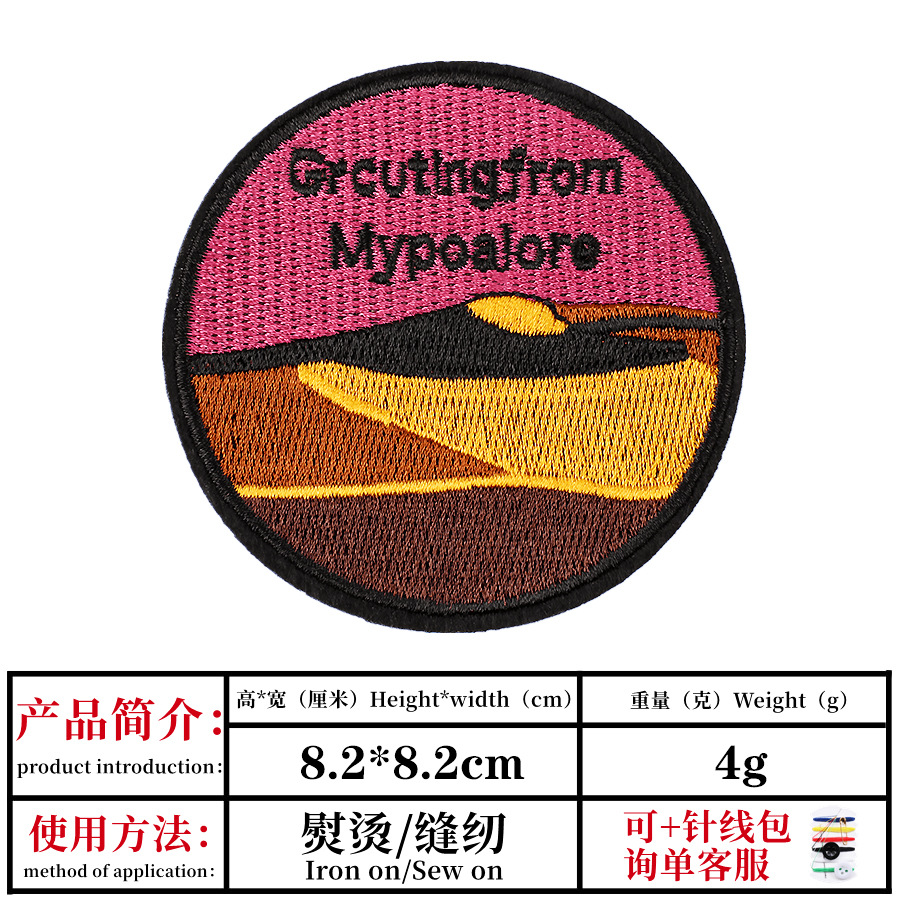 Grcutingfrom
Mypoalore
产品简介：
product introduction：
高*宽（厘米）Height*width（cm）
重量（克）Weight（g）
8.2*8.2cm
4g
使用方法：
method of application：
熨烫/缝纫
Iron on/Sew on
可+针线包
询单客服